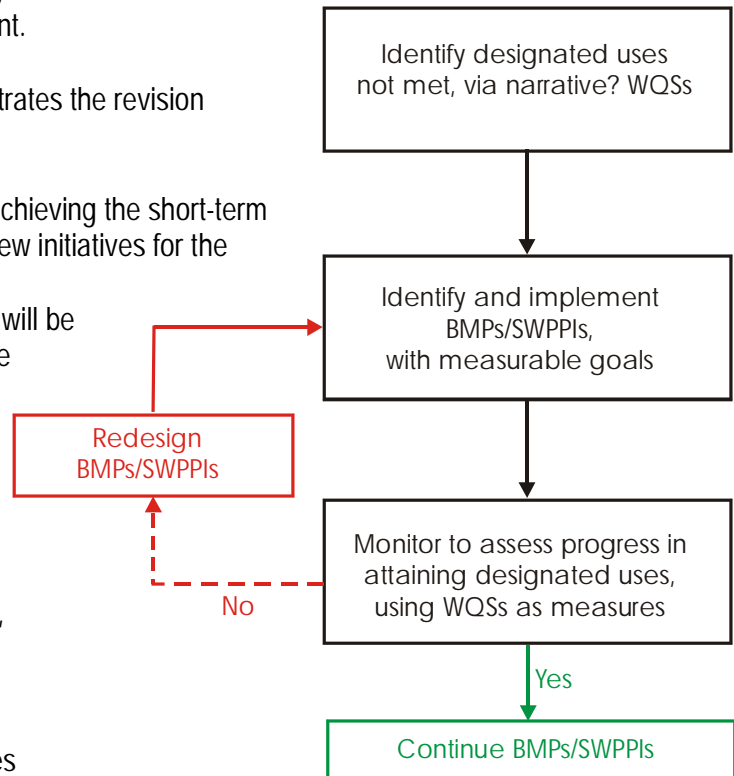 nt.
trates the revision
chieving the short-term
ew initiatives for the
will be
e
,
es
Identify designated uses
not met, via narrative? WQSs
Identify and implement
BMPs/SWPPIs,
with measurable goals
Redesign
BMPs/SWPPIs
Monitor to assess progress in
attaining designated uses,
using WQSs as measures
No
Yes
Continue BMPs/SWPPIs